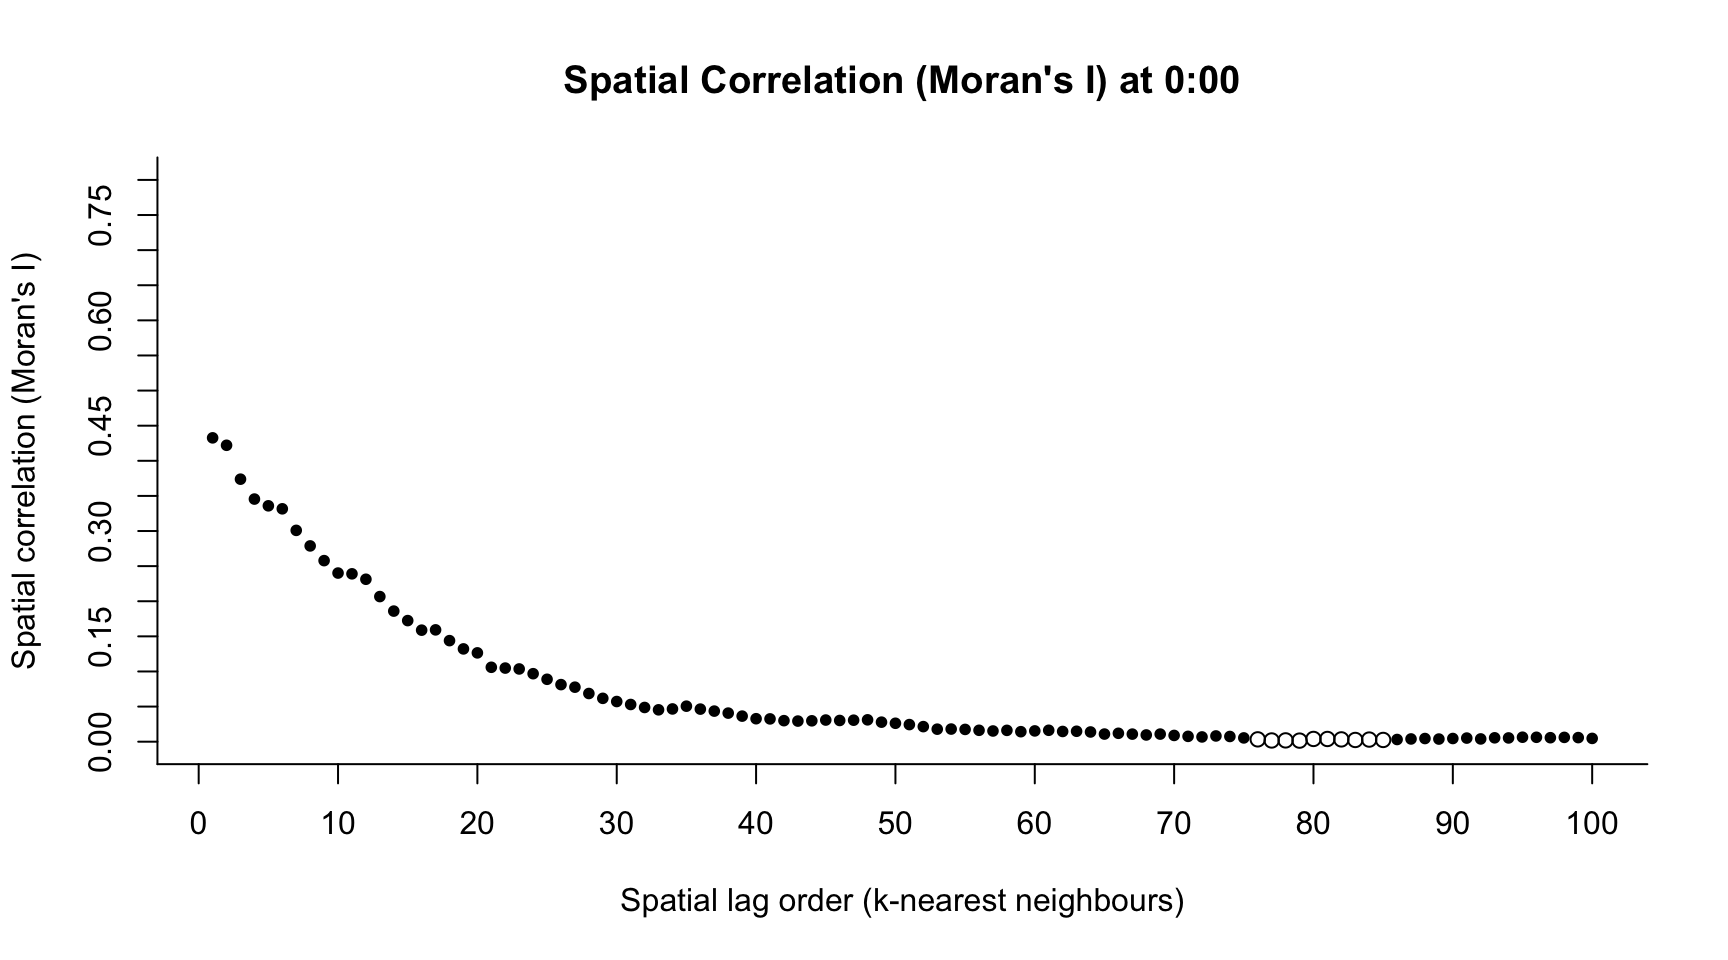 Spatial Correlation (Moran's I) at 0:00
Spatial correlation (Moran's I)
0.75
0.60
0.45
0.30
0.15
0.00
0 10 20 30 40 50 60 70 80 90 100
Spatial lag order (k-nearest neighbours)